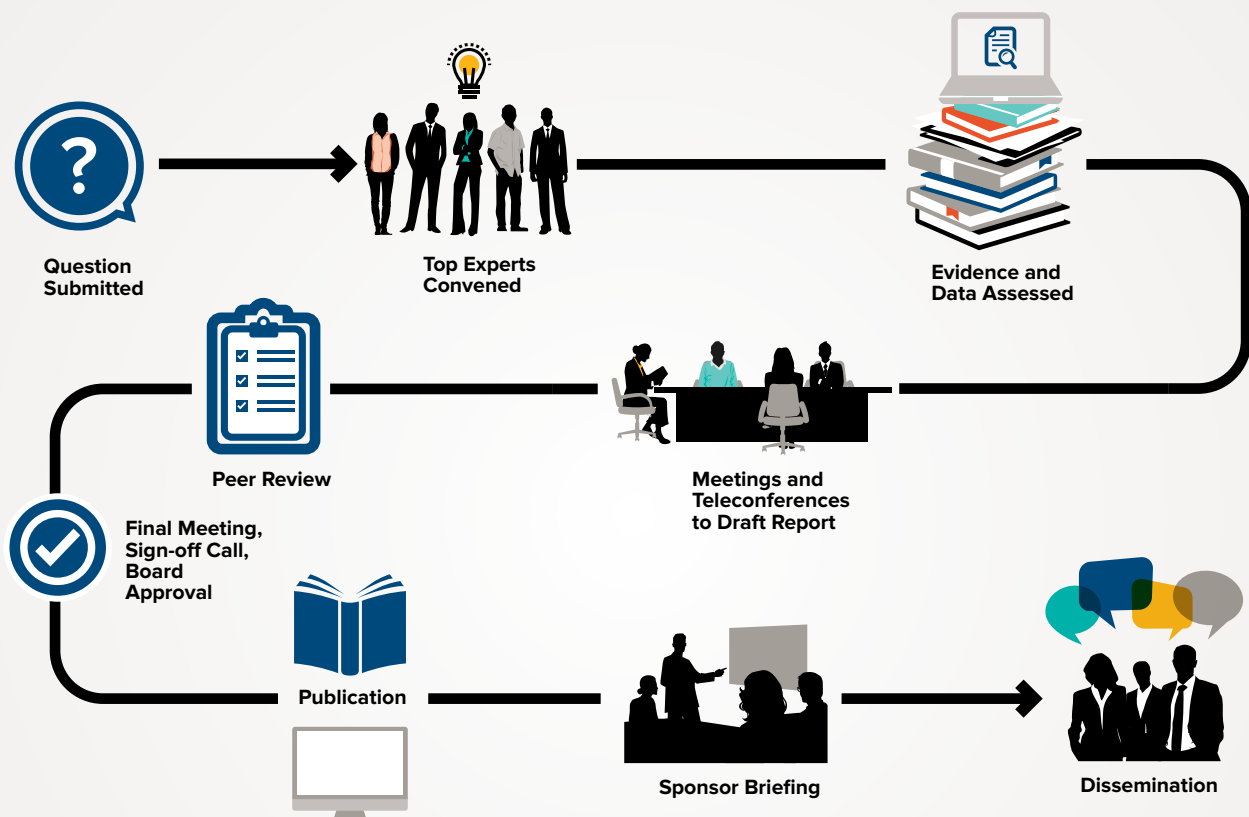 ?
Question
Submitted
Top Experts
Convened
Evidence and
Data Assessed
Meetings and
Teleconferences
to Draft Report
Peer Review
Final Meeting,
Sign-off Call,
Board
Approval
Publication
Sponsor Briefing
Dissemination